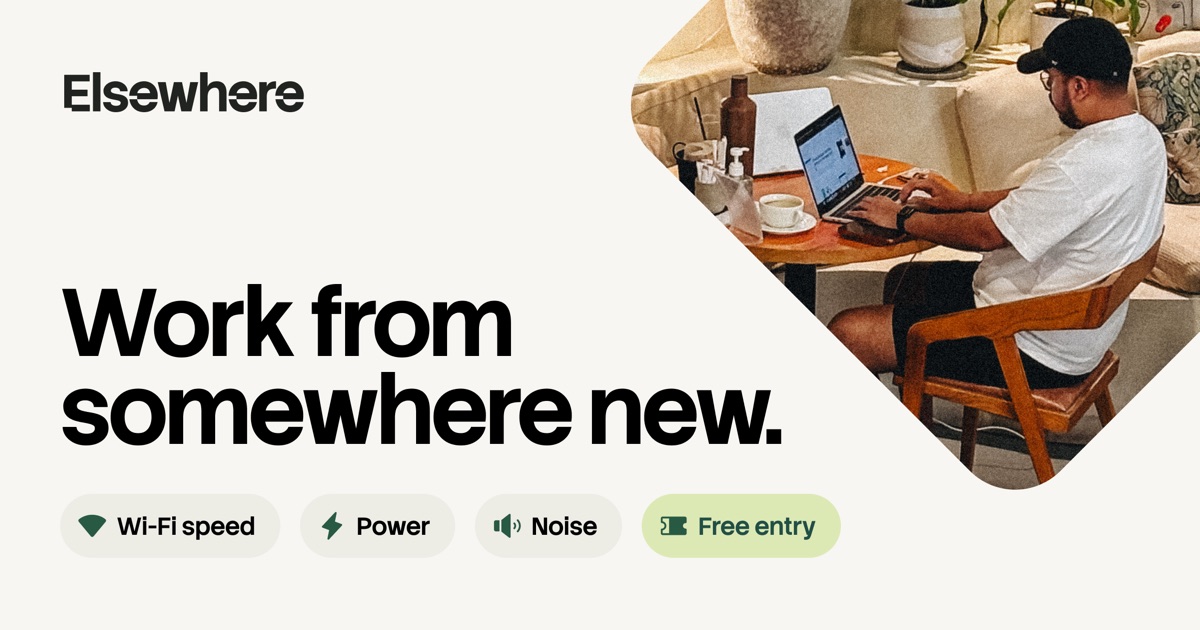 Elsewhere
Work from
somewhere new.
Wi-Fi speed
Power
Noise
Free entry